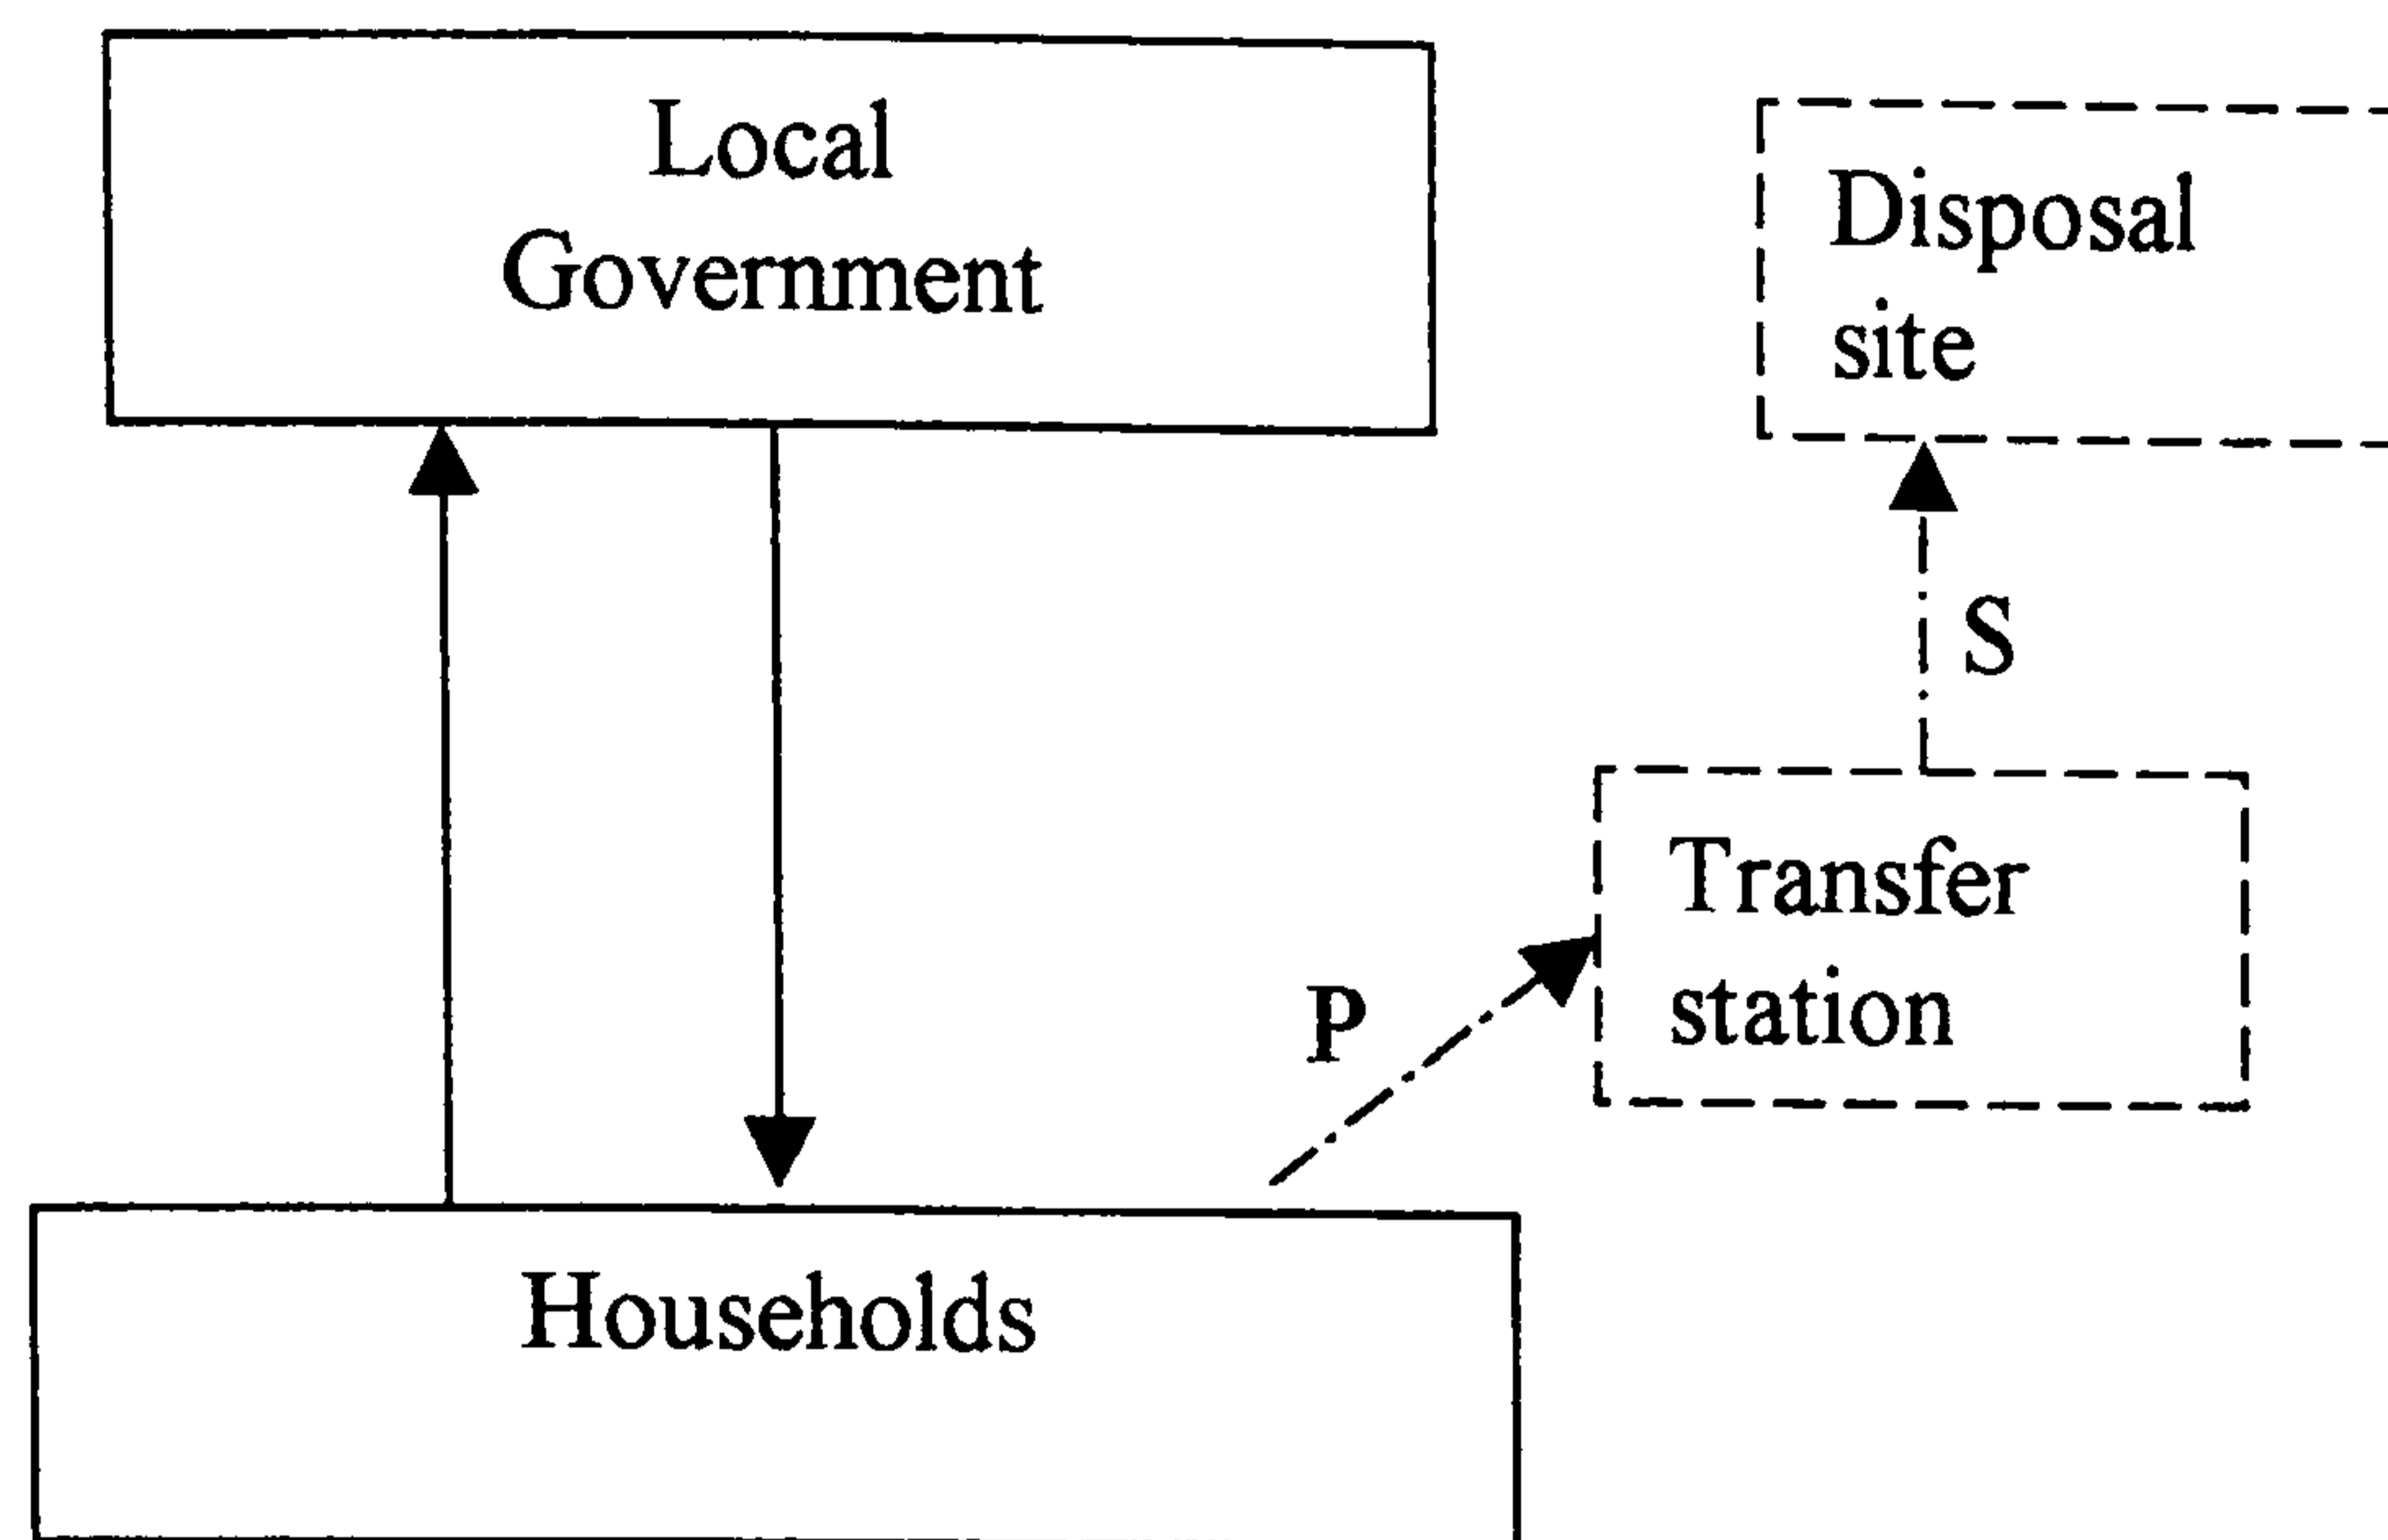 Local
Government
Disposal
site
S
Transfer
station
P
Households